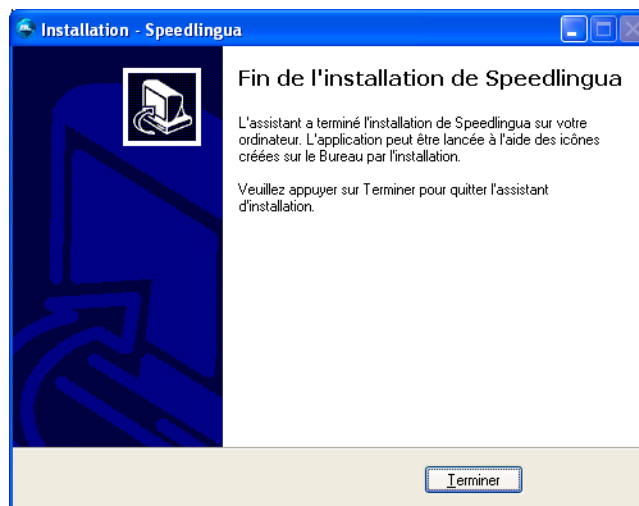 Installation - Speedlingua
Fin de l'installation de Speedlingua
L'assistant a terminé l'installation de Speedlingua sur votre
ordinateur. L'application peut être lancée à l'aide des icônes
créées sur le Bureau par l'installation.
Veuillez appuyer sur Terminer pour quitter l'assistant
d'installation.
Terminer